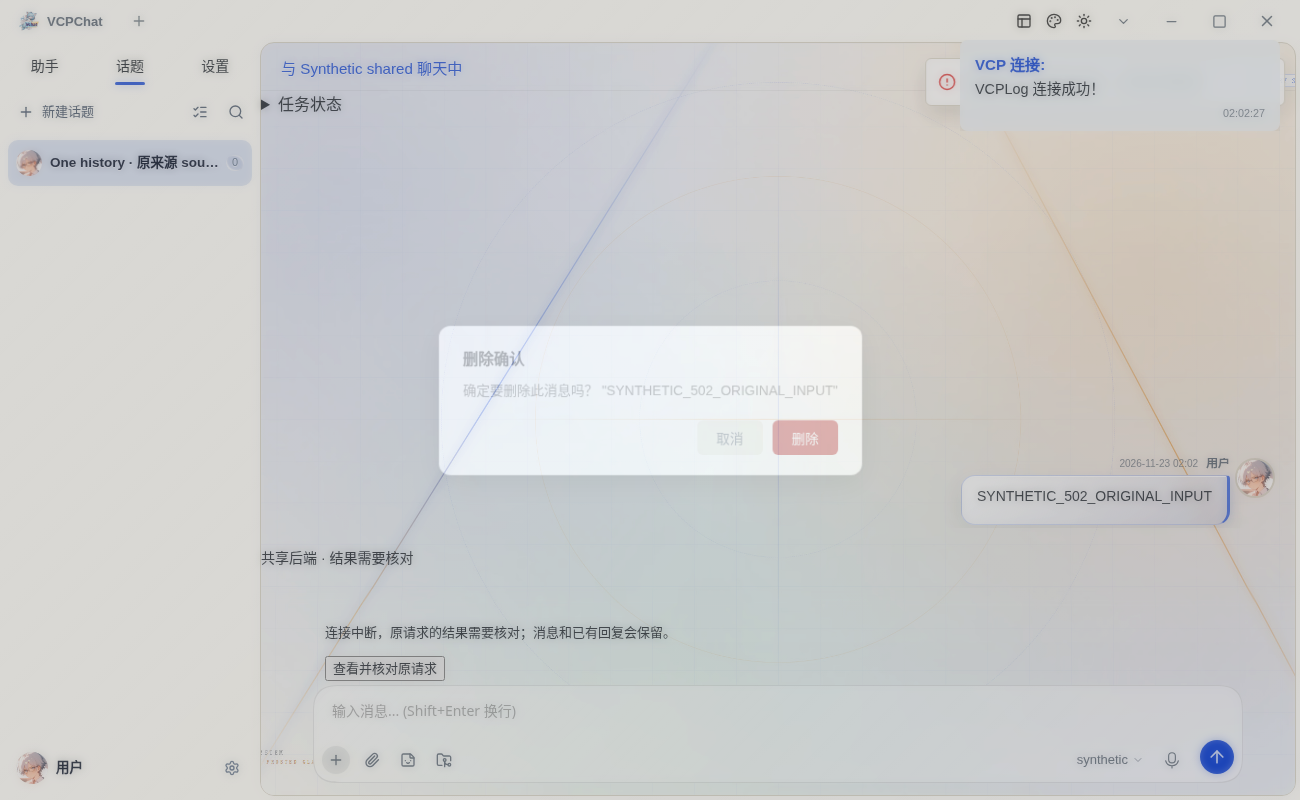 VCPChat
助手 话题 设置
新建话题
One history · 原来源 sou... 0
用户
与 Synthetic shared 聊天中
任务状态
VCP 连接:
VCPLog 连接成功！
02:02:27
删除确认
确定要删除此消息吗？ "SYNTHETIC_502_ORIGINAL_INPUT"
取消 删除
2026-11-23 02:02 用户
SYNTHETIC_502_ORIGINAL_INPUT
共享后端 · 结果需要核对
连接中断，原请求的结果需要核对；消息和已有回复会保留。
查看并核对原请求
输入消息... (Shift+Enter 换行)
synthetic